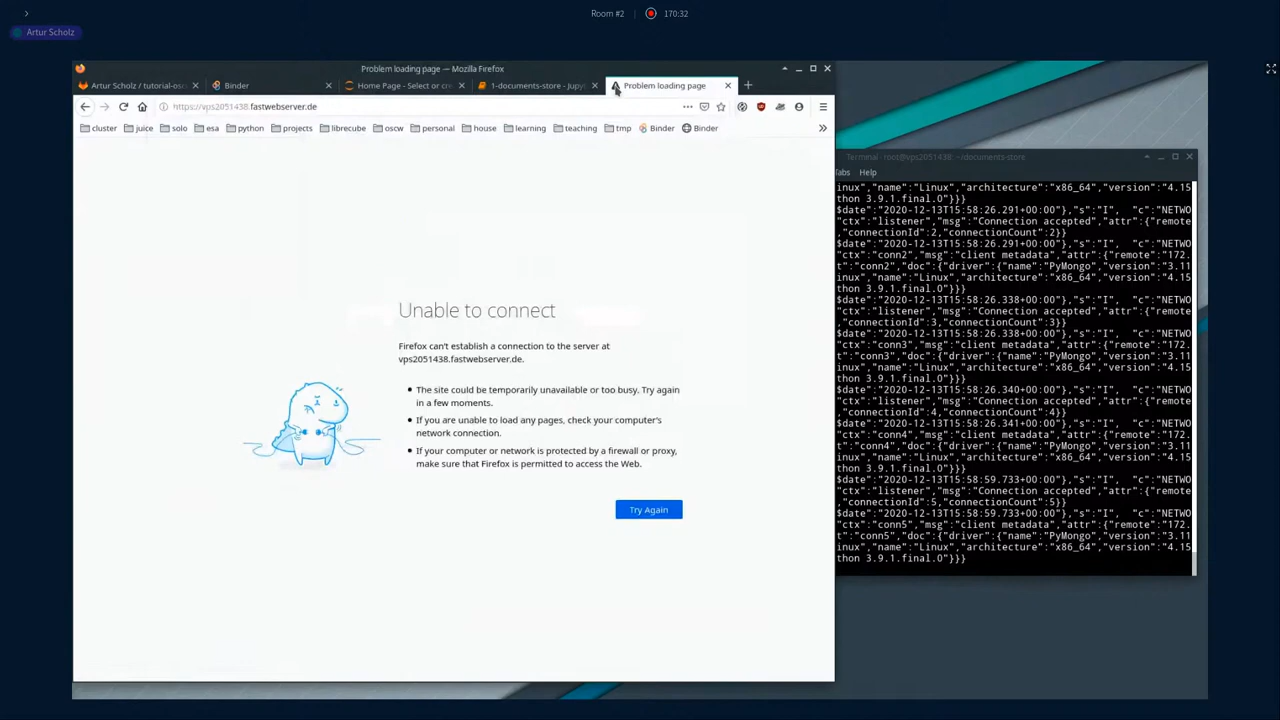 Room #2
170:32
Artur Scholz
Problem loading page — Mozilla Firefox
Artur Scholz / tutorial-os
Binder
Home Page - Select or cre
1-documents-store - Jupy
Problem loading page
https://vps2051438.fastwebserver.de
cluster
juice
solo
esa
python
projects
librecube
oscw
personal
house
learning
teaching
tmp
Binder
Binder
Unable to connect
Firefox can't establish a connection to the server at
vps2051438.fastwebserver.de.
The site could be temporarily unavailable or too busy. Try again
in a few moments.
If you are unable to load any pages, check your computer's
network connection.
If your computer or network is protected by a firewall or proxy,
make sure that Firefox is permitted to access the Web.
Try Again
Terminal - root@vps2051438: ~/documents-store
abs Help
inux","name":"Linux","architecture":"x86_64","version":"4.15
thon 3.9.1.final.0"}}}
$date":"2020-12-13T15:58:26.291+00:00"},"s":"I", "c":"NETWO
"ctx":"listener","msg":"Connection accepted","attr":{"remote
,"connectionId":2,"connectionCount":2}}
$date":"2020-12-13T15:58:26.291+00:00"},"s":"I", "c":"NETWO
"ctx":"conn2","msg":"client metadata","attr":{"remote":"172.
t":"conn2","doc":{"driver":{"name":"PyMongo","version":"3.11
inux","name":"Linux","architecture":"x86_64","version":"4.15
thon 3.9.1.final.0"}}}
$date":"2020-12-13T15:58:26.338+00:00"},"s":"I", "c":"NETWO
"ctx":"listener","msg":"Connection accepted","attr":{"remote
,"connectionId":3,"connectionCount":3}}
$date":"2020-12-13T15:58:26.338+00:00"},"s":"I", "c":"NETWO
"ctx":"conn3","msg":"client metadata","attr":{"remote":"172.
t":"conn3","doc":{"driver":{"name":"PyMongo","version":"3.11
inux","name":"Linux","architecture":"x86_64","version":"4.15
thon 3.9.1.final.0"}}}
$date":"2020-12-13T15:58:26.340+00:00"},"s":"I", "c":"NETWO
"ctx":"listener","msg":"Connection accepted","attr":{"remote
,"connectionId":4,"connectionCount":4}}
$date":"2020-12-13T15:58:26.341+00:00"},"s":"I", "c":"NETWO
"ctx":"conn4","msg":"client metadata","attr":{"remote":"172.
t":"conn4","doc":{"driver":{"name":"PyMongo","version":"3.11
inux","name":"Linux","architecture":"x86_64","version":"4.15
thon 3.9.1.final.0"}}}
$date":"2020-12-13T15:58:59.733+00:00"},"s":"I", "c":"NETWO
"ctx":"listener","msg":"Connection accepted","attr":{"remote
,"connectionId":5,"connectionCount":5}}
$date":"2020-12-13T15:58:59.733+00:00"},"s":"I", "c":"NETWO
"ctx":"conn5","msg":"client metadata","attr":{"remote":"172.
t":"conn5","doc":{"driver":{"name":"PyMongo","version":"3.11
inux","name":"Linux","architecture":"x86_64","version":"4.15
thon 3.9.1.final.0"}}}